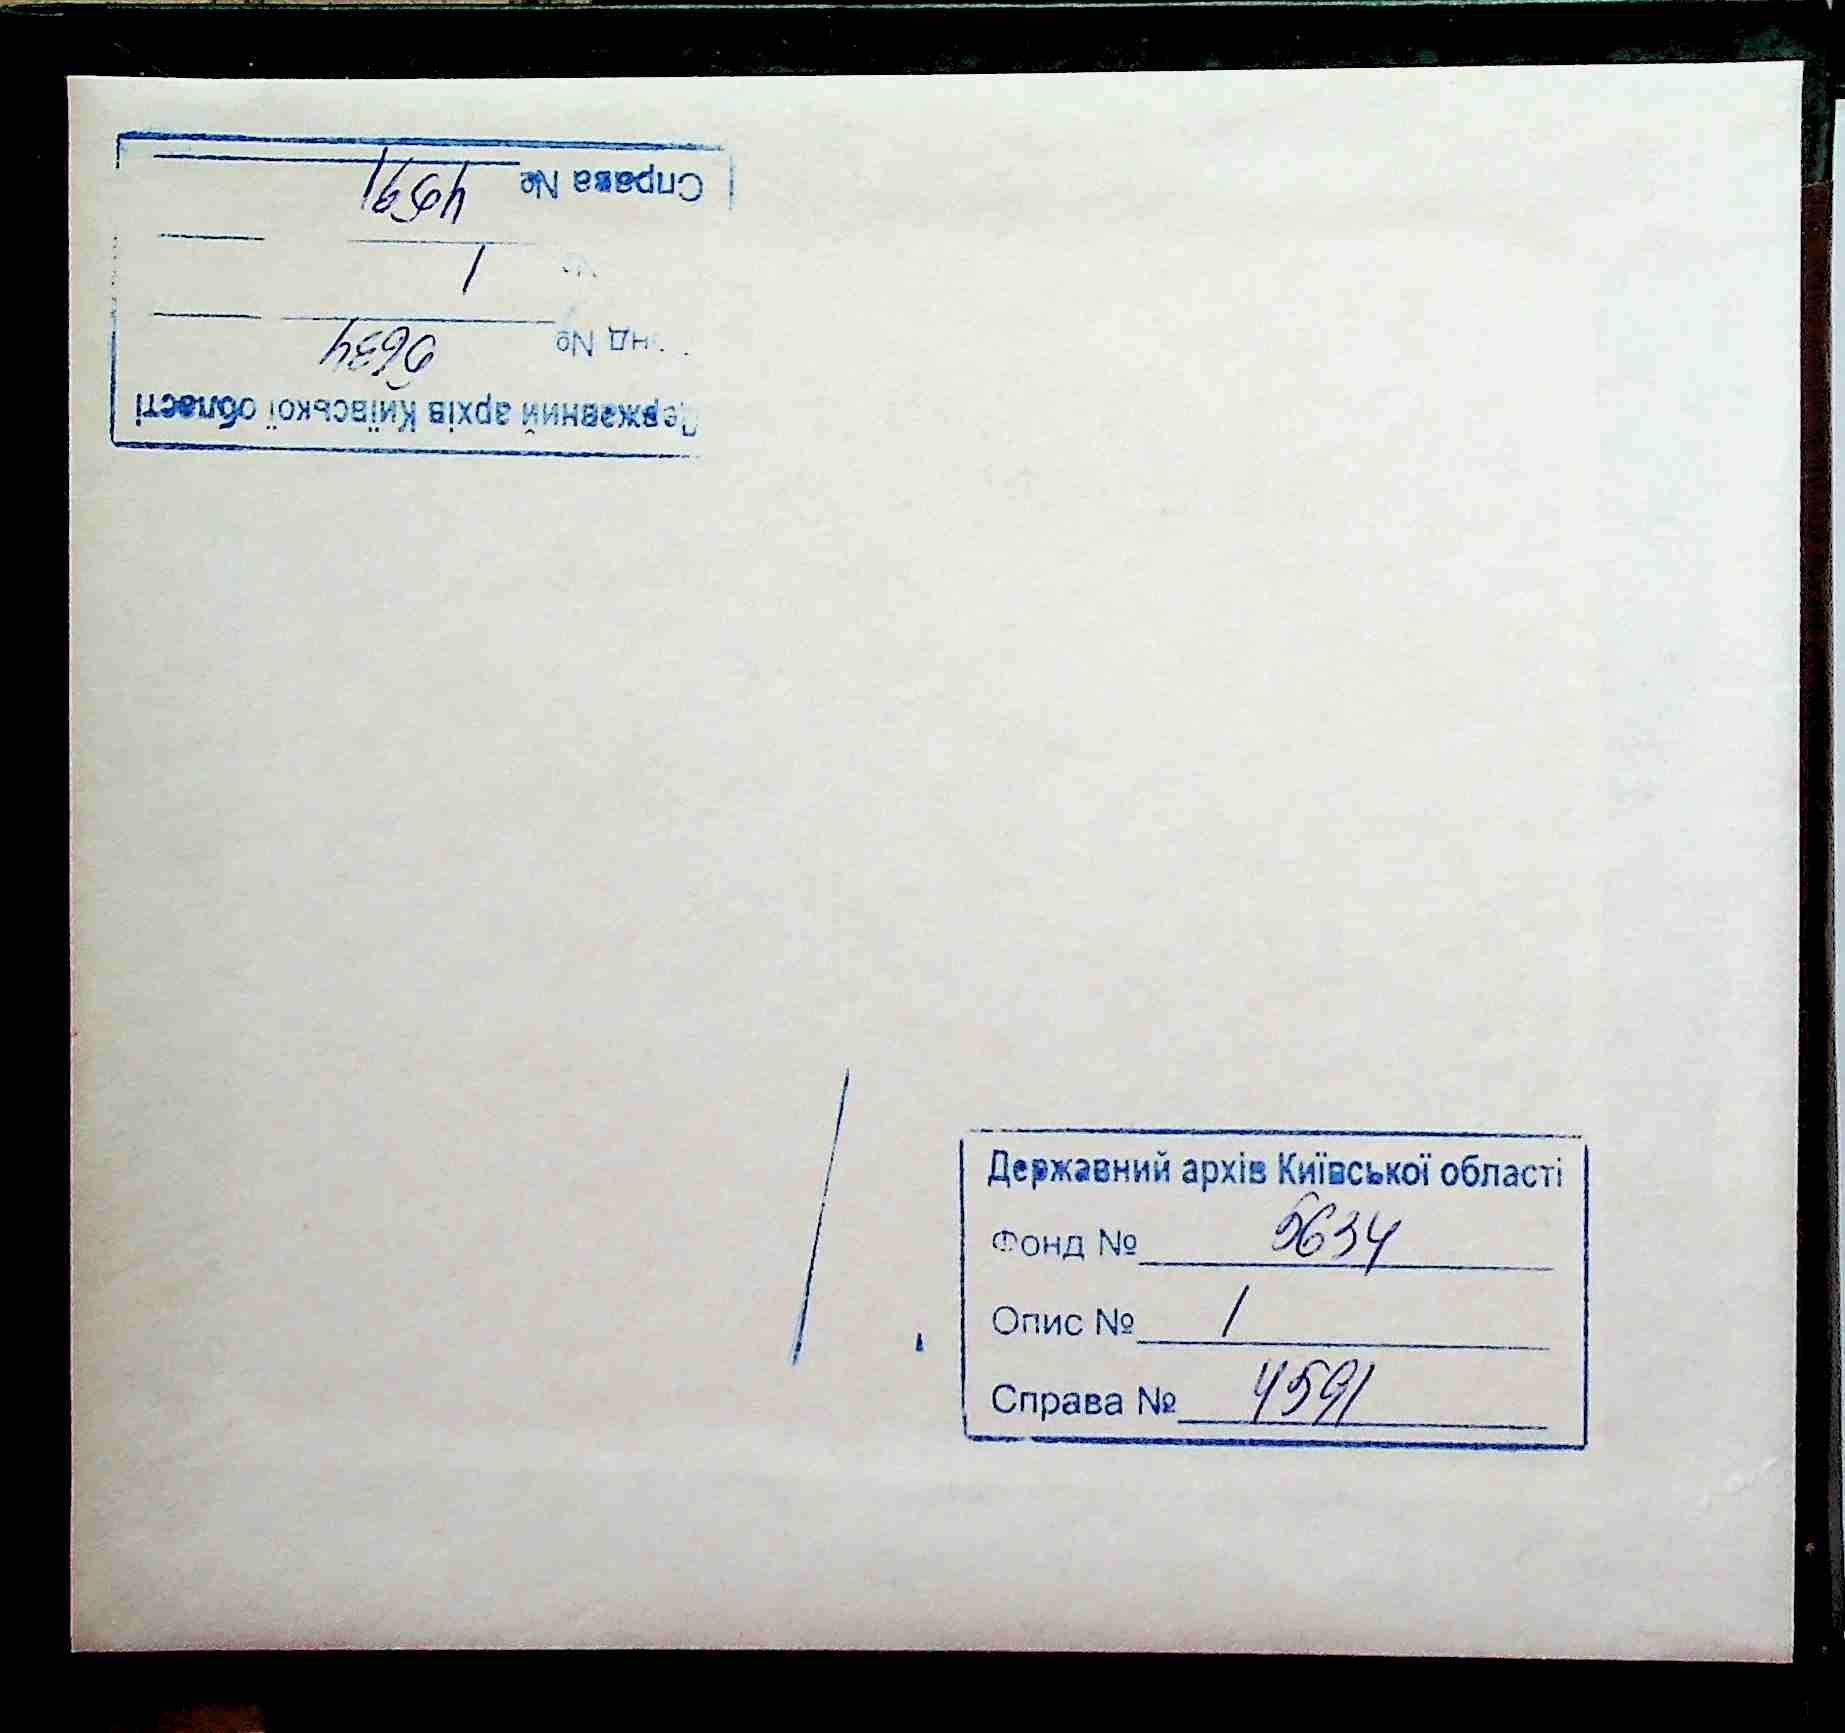 Справа № 4591
1
нд № 5634
Державний архів Київської області
Державний архів Київської області
Фонд № 5634
Опис № 1
Справа № 4591